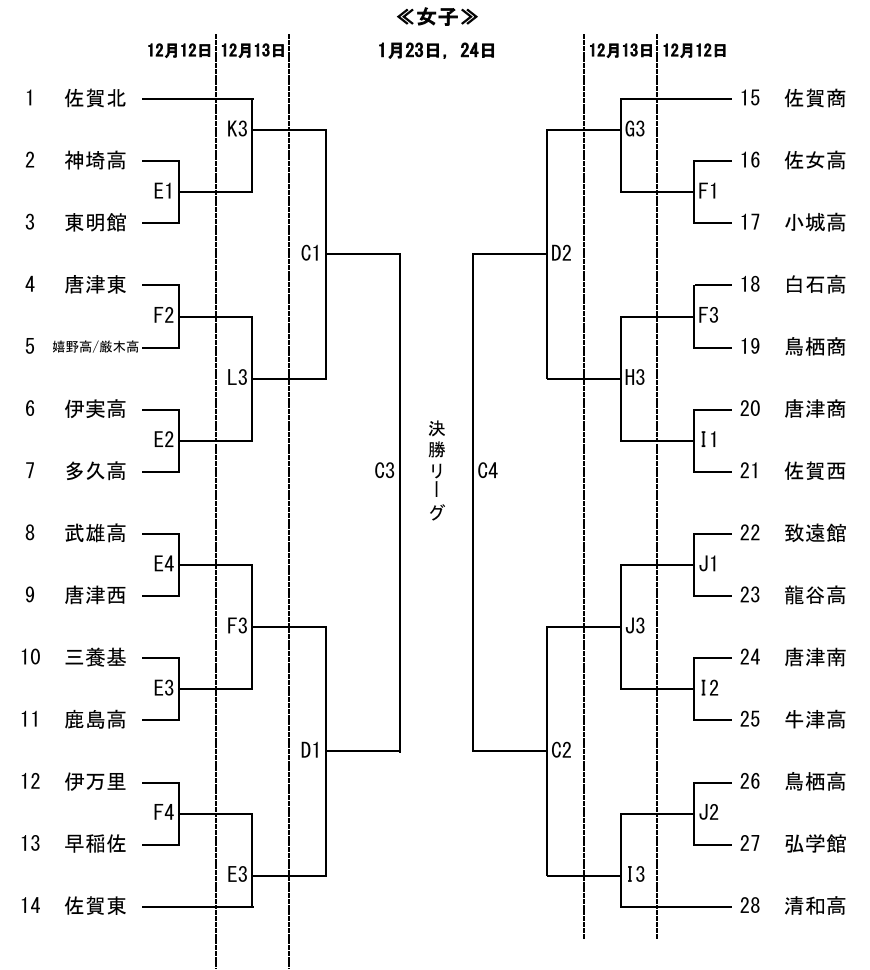 ≪女子≫
12月12日 12月13日 1月23日，24日 12月13日 12月12日
1 佐賀北
2 神埼高
3 東明館
4 唐津東
5 嬉野高/厳木高
6 伊実高
7 多久高
8 武雄高
9 唐津西
10 三養基
11 鹿島高
12 伊万里
13 早稲佐
14 佐賀東
E1
F2
E2
E4
E3
F4
K3
L3
F3
E3
C1
D1
C3
決勝リーグ
C4
D2
C2
G3
H3
J3
I3
F1
F3
I1
J1
I2
J2
15 佐賀商
16 佐女高
17 小城高
18 白石高
19 鳥栖商
20 唐津商
21 佐賀西
22 致遠館
23 龍谷高
24 唐津南
25 牛津高
26 鳥栖高
27 弘学館
28 清和高